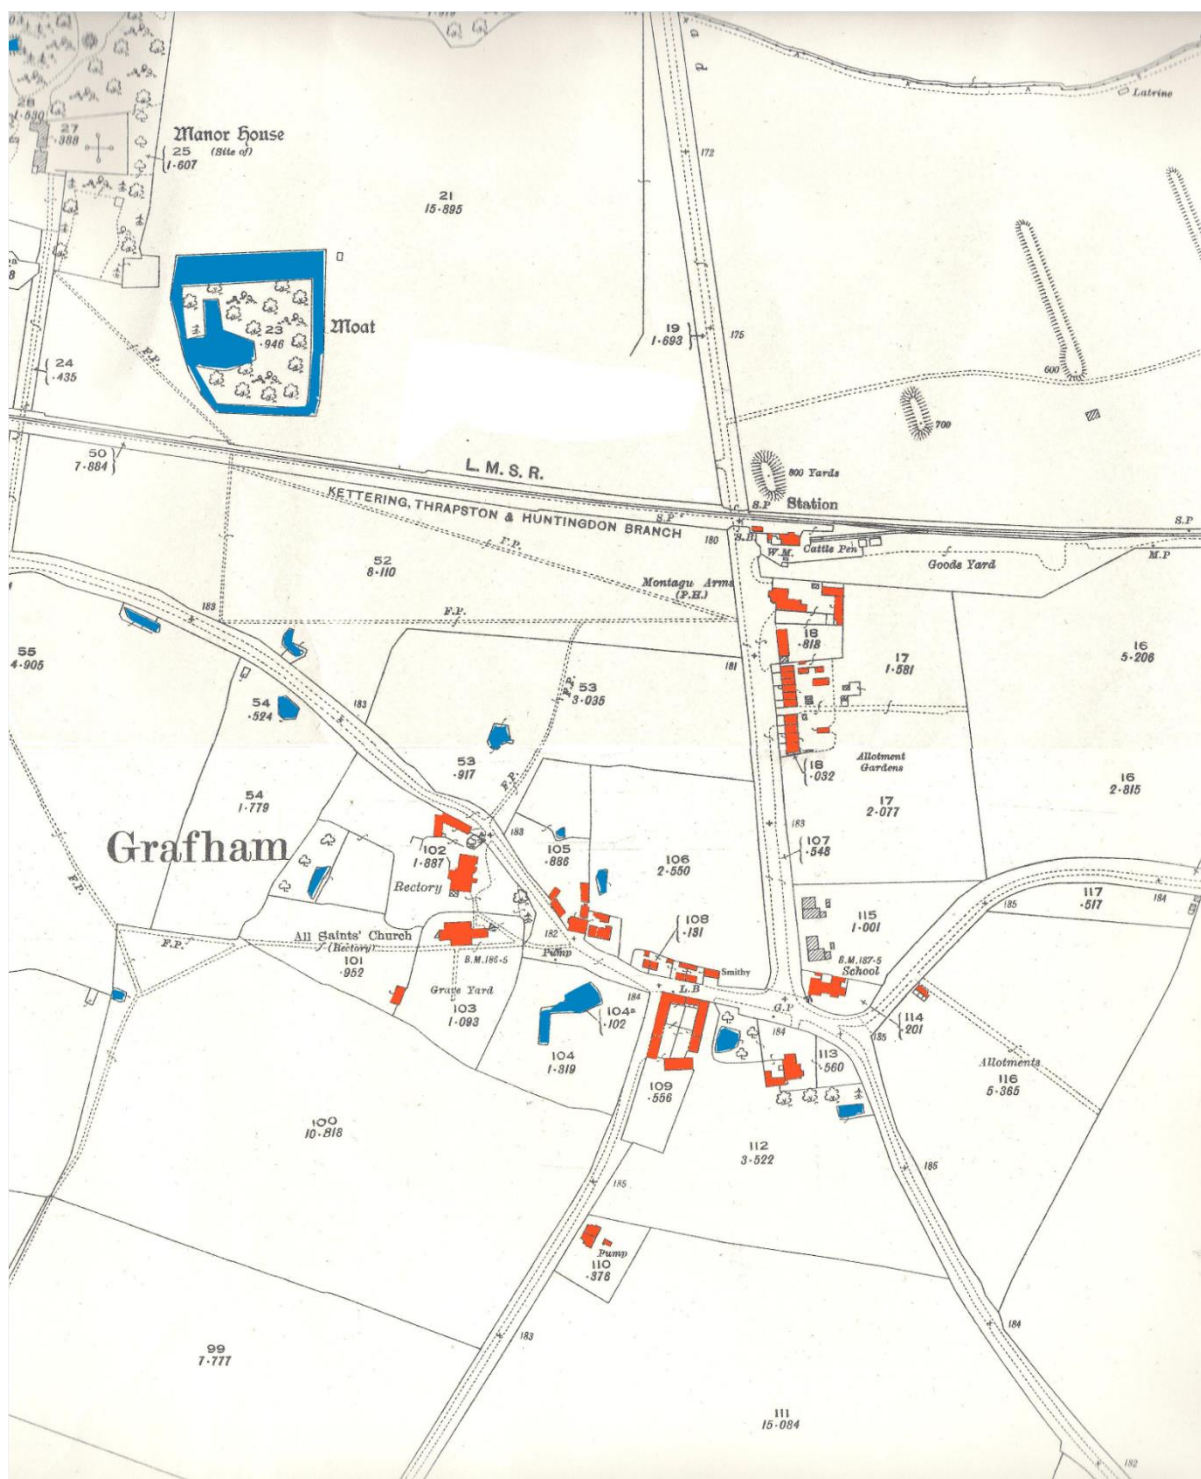 Latrine
28
1·530
27
·388
Manor House
25
(Site of)
1·607
172
21
15·895
Moat
23
·946
19
1·693
175
F.P.
24
·435
600
700
50
7·884
L. M. S. R.
800 Yards
KETTERING, THRAPSTON & HUNTINGDON BRANCH
S.P
S.P
Station
S.P.
180
S.B.
W.M.
Cattle Pen
Goods Yard
M.P
F.P.
52
8·110
Montagu Arms
(P.H.)
183
F.P.
18
·818
17
1·581
16
5·206
55
4·905
181
54
·524
183
53
3·035
F.P.
53
·917
F.P.
18
·032
Allotment
Gardens
16
2·815
54
1·779
17
2·077
Grafham
183
183
102
1·887
105
·886
106
2·550
107
·548
Rectory
F.P.
117
·517
184
185
108
·131
115
1·001
All Saints' Church
(Rectory)
F.P.
182
Pump
B.M.186·5
101
·952
Smithy
B.M.187·5
School
Grave Yard
103
1·093
184
L.B
G.P
184
104ª
·102
114
·201
185
104
1·319
113
·560
Allotments
116
5·365
109
·556
100
10·818
112
3·522
185
185
Pump
110
·376
183
184
99
7·777
111
15·084
182